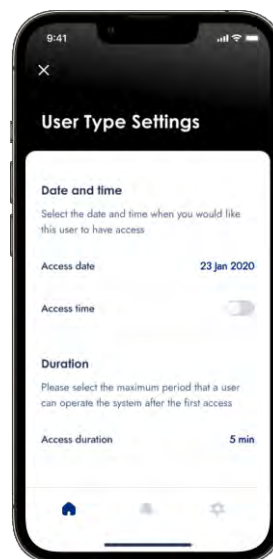 9:41
User Type Settings
Date and time
Select the date and time when you would like
this user to have access
Access date 23 Jan 2020
Access time
Duration
Please select the maximum period that a user
can operate the system after the first access
Access duration 5 min